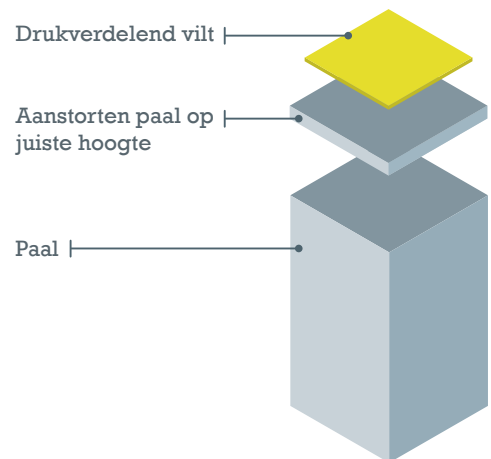 Drukverdelend vilt
Aanstorten paal op
juiste hoogte
Paal